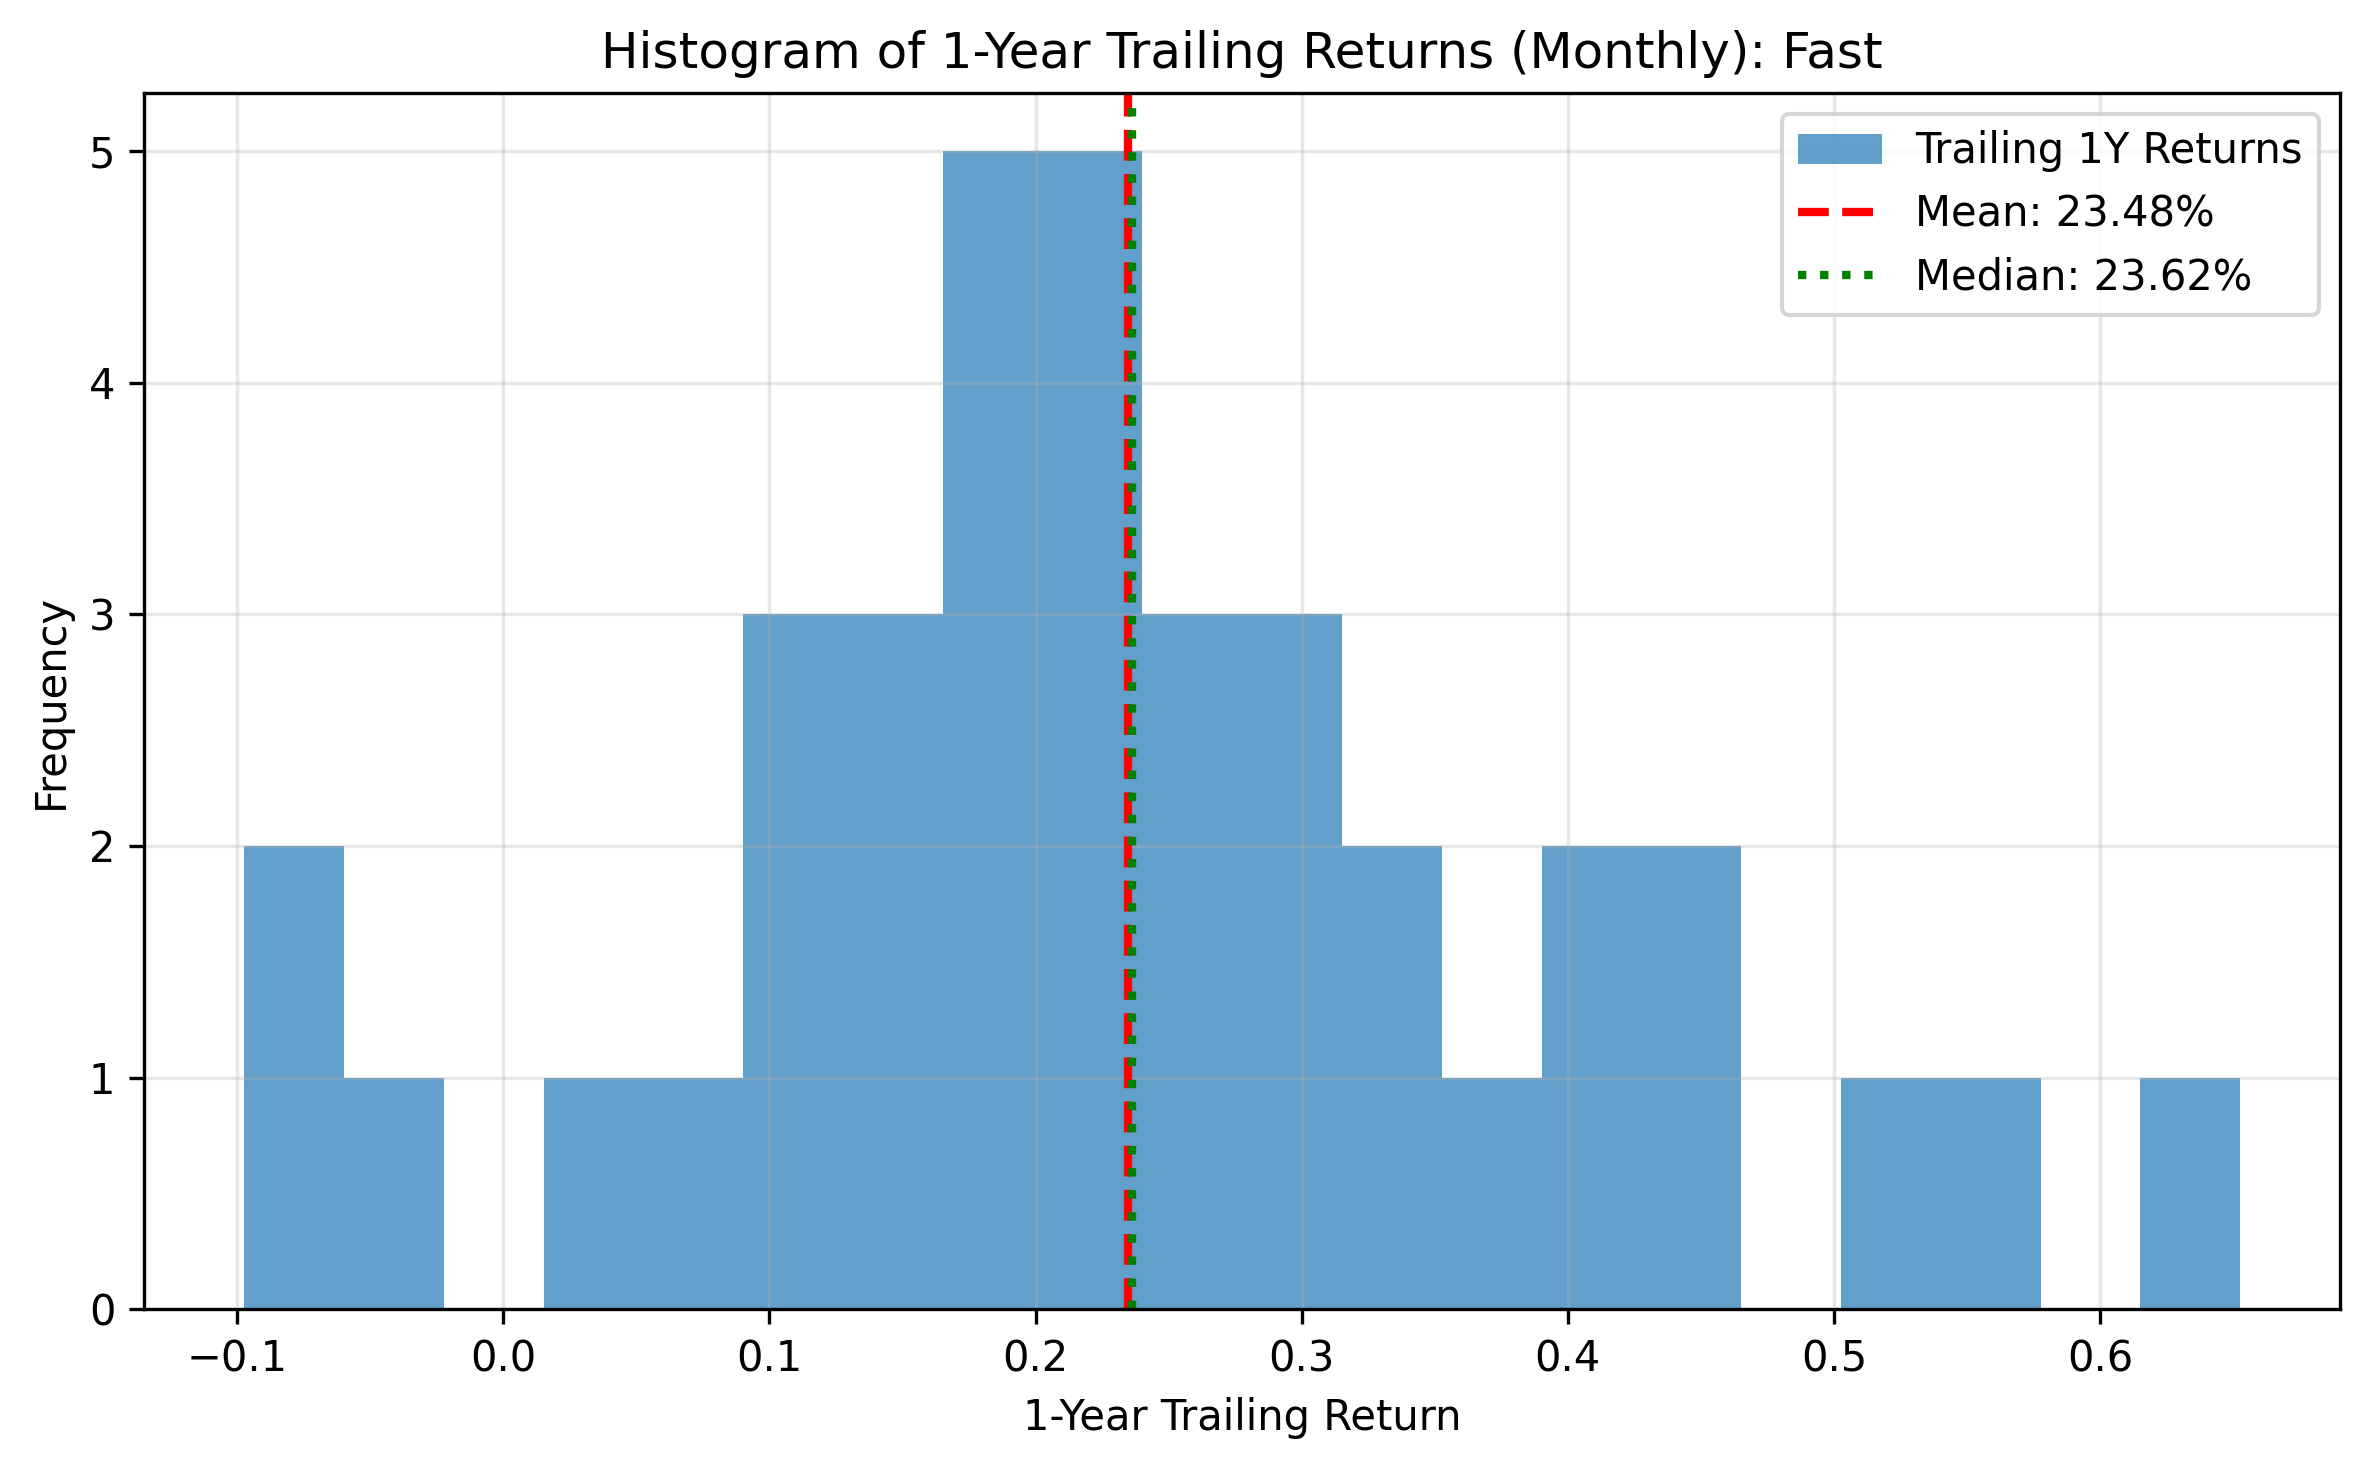 Histogram of 1-Year Trailing Returns (Monthly): Fast
Trailing 1Y Returns
Mean: 23.48%
Median: 23.62%
Frequency
5
4
3
2
1
0
−0.1 0.0 0.1 0.2 0.3 0.4 0.5 0.6
1-Year Trailing Return